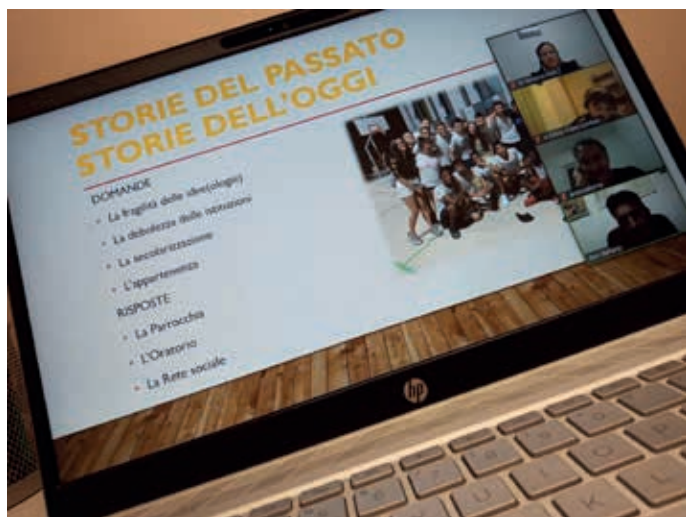 STORIE DEL PASSATO
STORIE DELL'OGGI
DOMANDE
• La fragilità delle idee(ologie)
• La debolezza delle istituzioni
• La secolarizzazione
• L'appartenenza
RISPOSTE
• La Parrocchia
• L'Oratorio
• La Rete sociale
hp